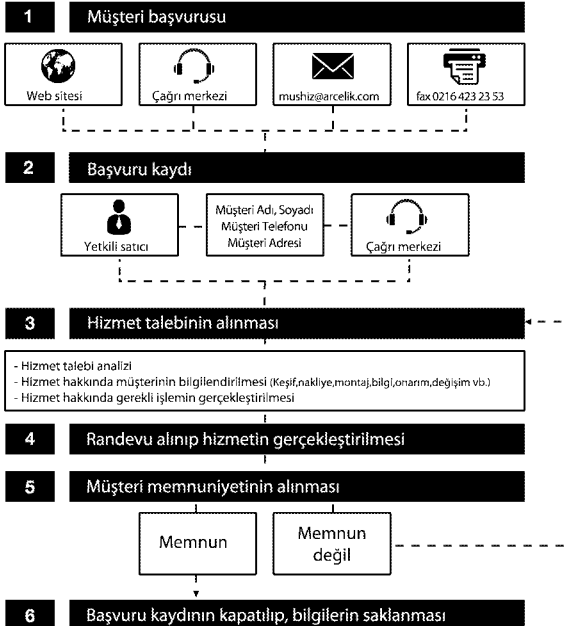 1 Müşteri başvurusu
Web sitesi
Çağrı merkezi
mushiz@arcelik.com
fax 0216 423 23 53
2 Başvuru kaydı
Yetkili satıcı
Müşteri Adı, Soyadı
Müşteri Telefonu
Müşteri Adresi
Çağrı merkezi
3 Hizmet talebinin alınması
- Hizmet talebi analizi
- Hizmet hakkında müşterinin bilgilendirilmesi (Keşif,nakliye,montaj,bilgi,onarım,değişim vb.)
- Hizmet hakkında gerekli işlemin gerçekleştirilmesi
4 Randevu alınıp hizmetin gerçekleştirilmesi
5 Müşteri memnuniyetinin alınması
Memnun
Memnun
değil
6 Başvuru kaydının kapatılıp, bilgilerin saklanması